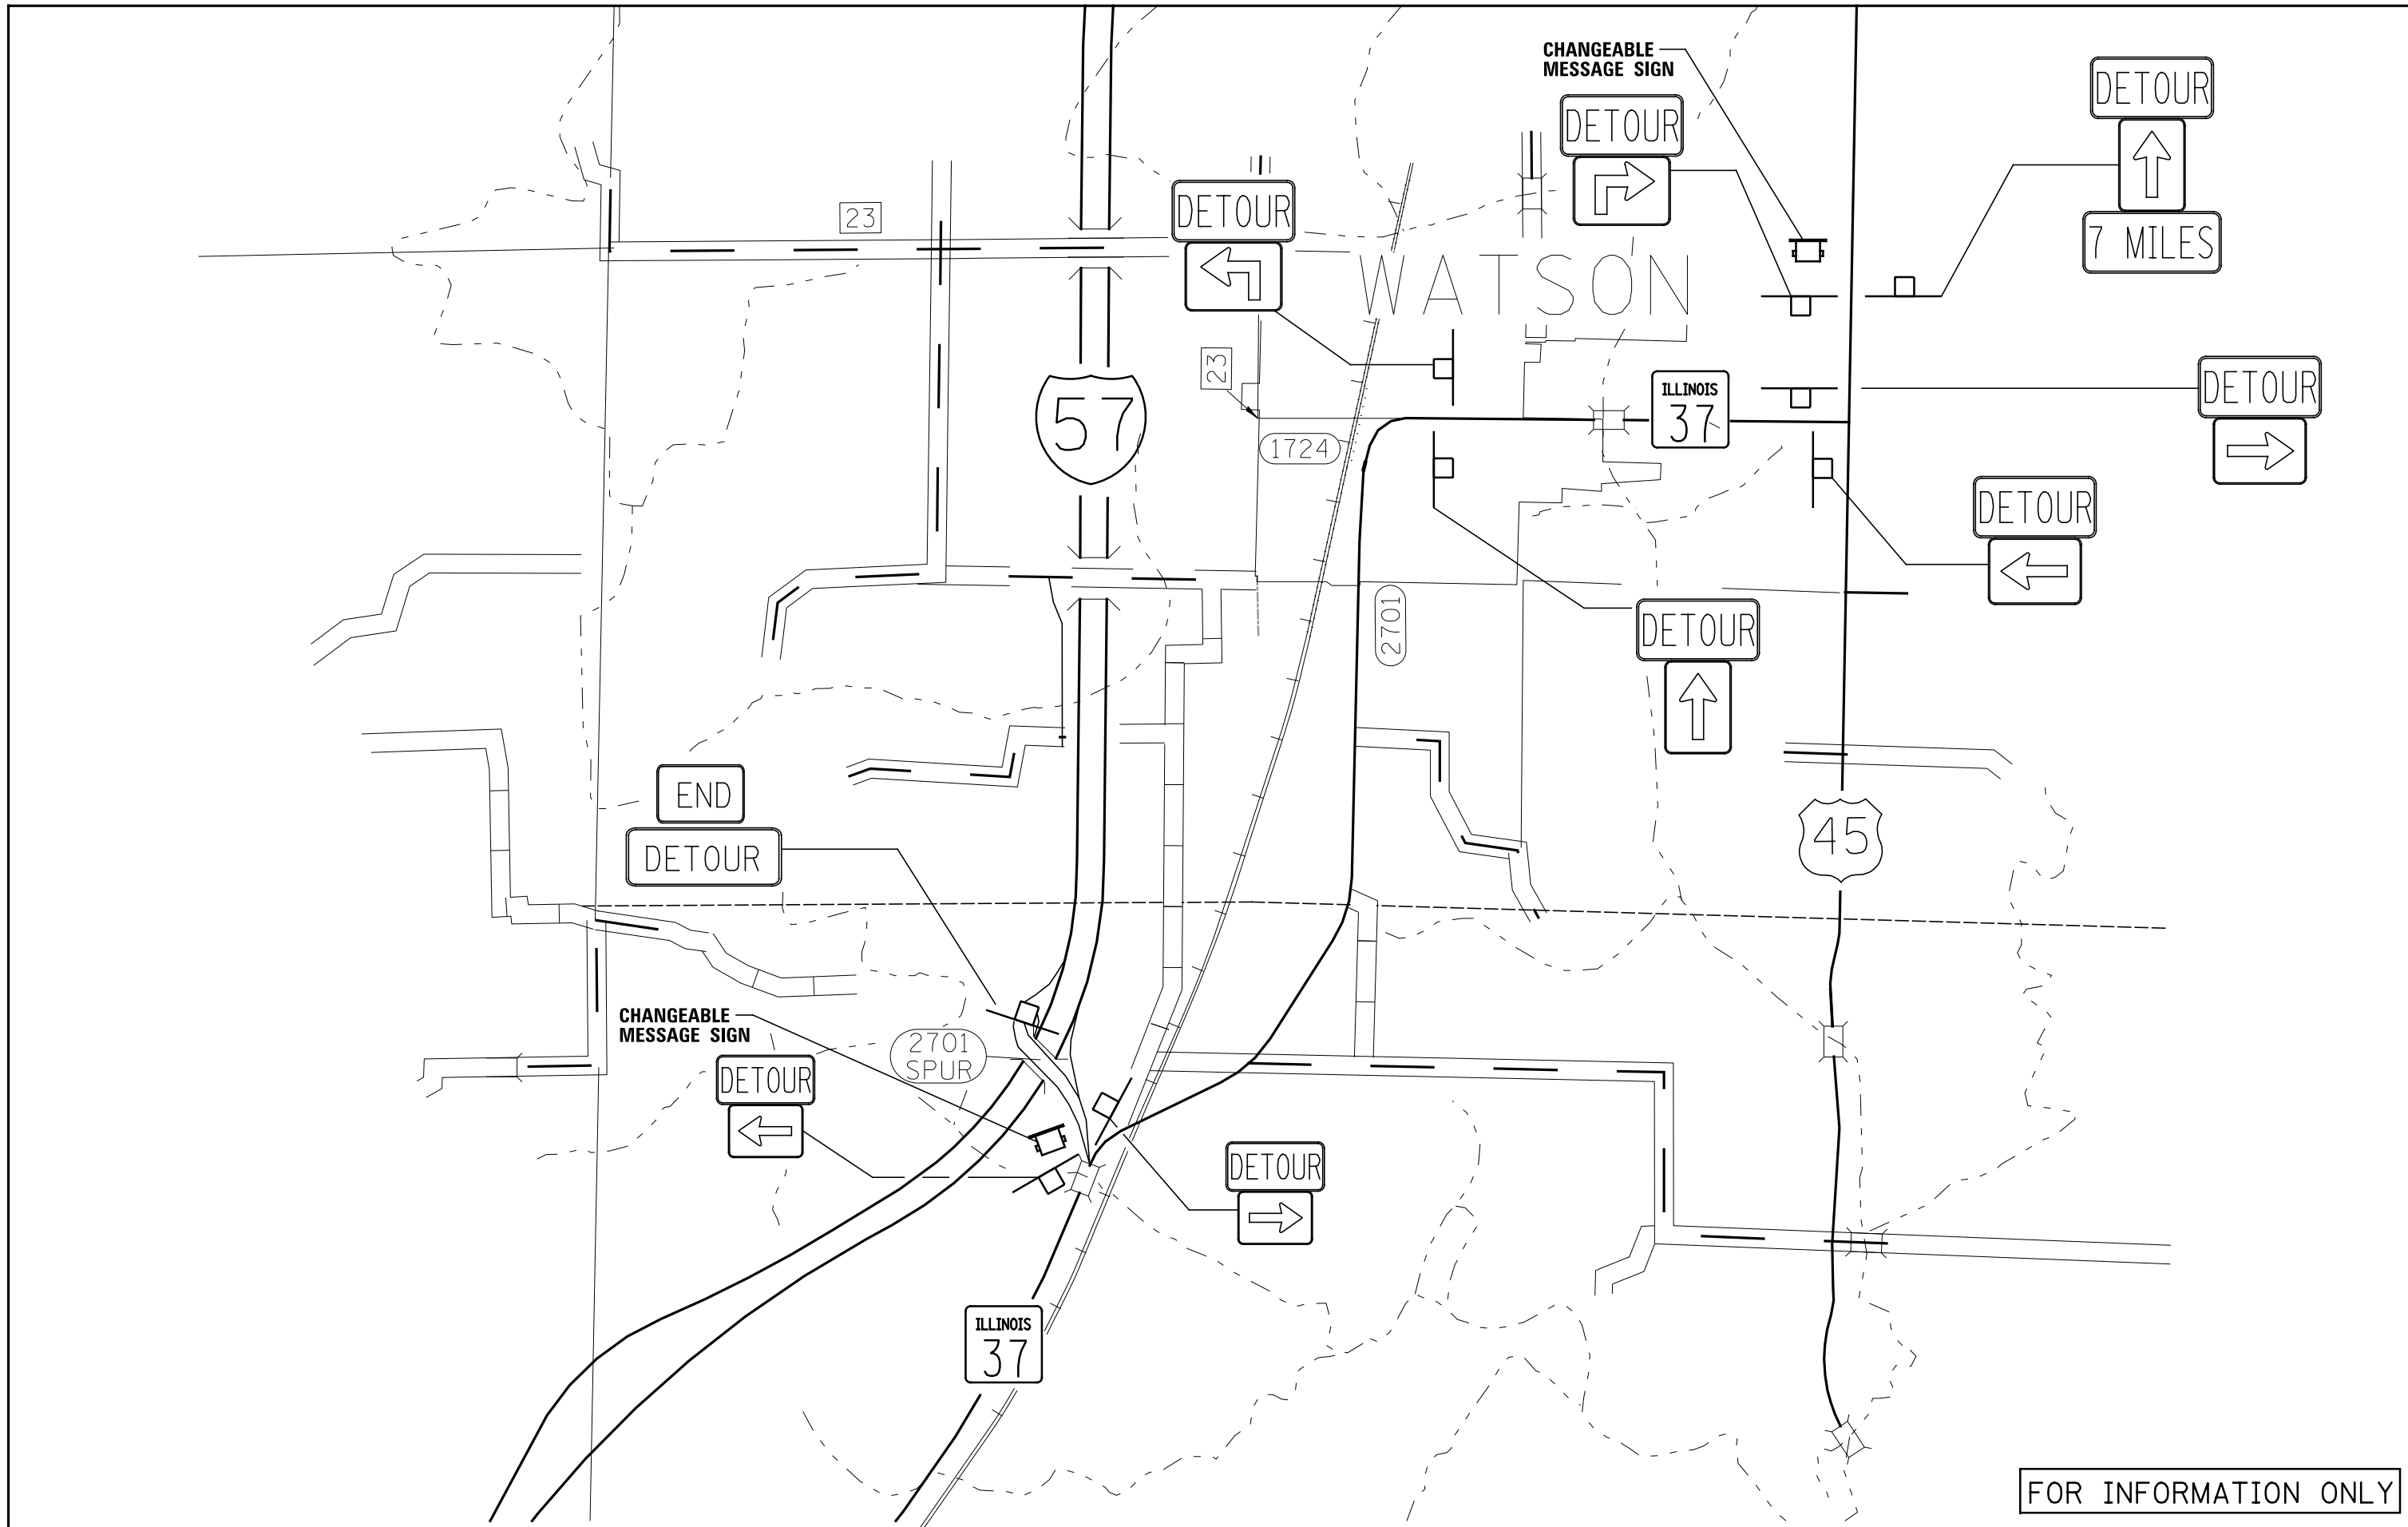 CHANGEABLE
MESSAGE SIGN
DETOUR
DETOUR
7 MILES
DETOUR
23
WATSON
57
23
1724
ILLINOIS
37
DETOUR
DETOUR
2701
DETOUR
END
DETOUR
45
CHANGEABLE
MESSAGE SIGN
2701
SPUR
DETOUR
DETOUR
ILLINOIS
37
FOR INFORMATION ONLY